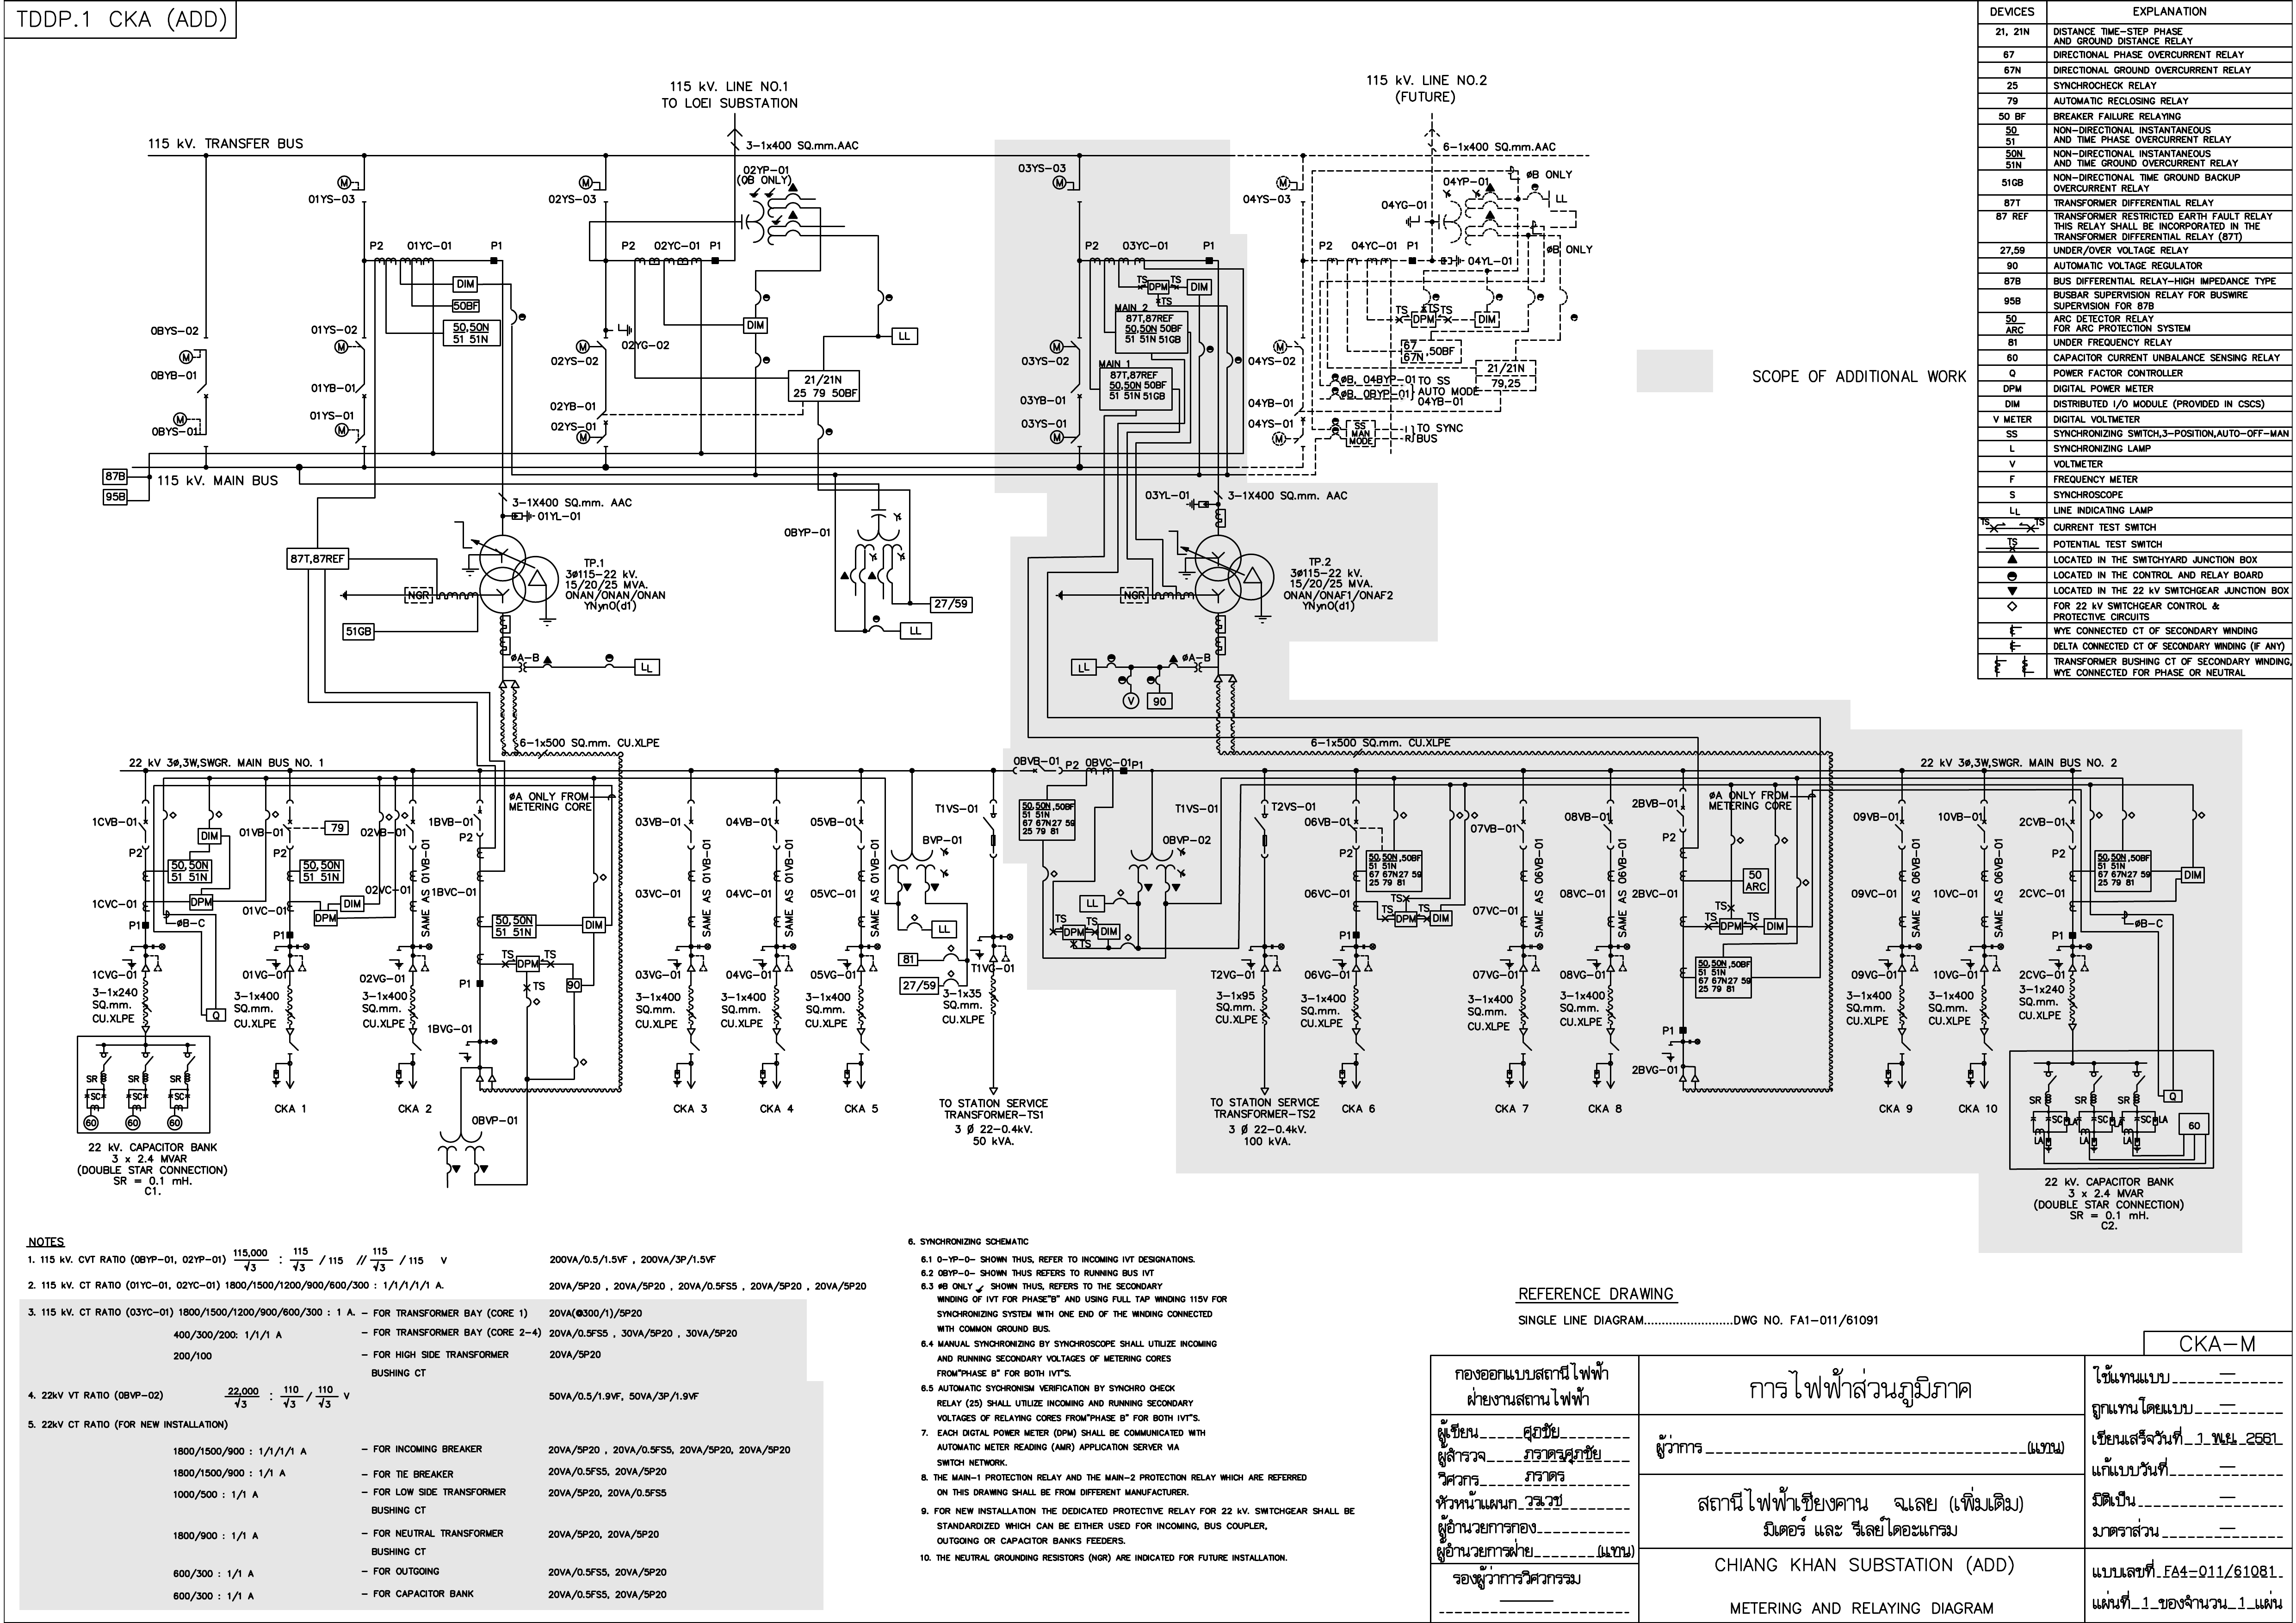 TDDP.1 CKA (ADD)
115 kV. LINE NO.1
TO LOEI SUBSTATION
3-1x400 SQ.mm.AAC
115 kV. LINE NO.2
(FUTURE)
6-1x400 SQ.mm.AAC
115 kV. TRANSFER BUS
02YP-01
(ØB ONLY)
01YS-03
02YS-03
03YS-03
04YS-03
04YP-01
ØB ONLY
LL
04YG-01
ØB ONLY
P2 01YC-01 P1
P2 02YC-01 P1
P2 03YC-01 P1
P2 04YC-01 P1
04YL-01
DIM
50BF
50,50N
51 51N
DIM
LL
TS DPM TS DIM
TS
MAIN 2
87T,87REF
50,50N 50BF
51 51N 51GB
MAIN 1
87T,87REF
50,50N 50BF
51 51N 51GB
TS DPM TS TS DIM
67
67N ,50BF
21/21N
79,25
0BYS-02
0BYB-01
0BYS-01
01YS-02
01YB-01
01YS-01
02YG-02
02YS-02
02YB-01
02YS-01
21/21N
25 79 50BF
03YS-02
03YB-01
03YS-01
04YS-02
04YB-01
04YS-01
ØB, 04BYP-01 TO SS
ØB, 0BYP-01 AUTO MODE
04YB-01
SS
MAN
MODE
R
TO SYNC
BUS
SCOPE OF ADDITIONAL WORK
87B
95B
115 kV. MAIN BUS
3-1X400 SQ.mm. AAC
01YL-01
87T,87REF
NGR
51GB
TP.1
3Ø115-22 kV.
15/20/25 MVA.
ONAN/ONAN/ONAN
YNyn0(d1)
0BYP-01
27/59
LL
ØA-B
LL
03YL-01
3-1X400 SQ.mm. AAC
NGR
TP.2
3Ø115-22 kV.
15/20/25 MVA.
ONAN/ONAF1/ONAF2
YNyn0(d1)
LL
ØA-B
V
90
6-1x500 SQ.mm. CU.XLPE
6-1x500 SQ.mm. CU.XLPE
22 kV 3Ø,3W,SWGR. MAIN BUS NO. 1
0BVB-01 P2 0BVC-01 P1
22 kV 3Ø,3W,SWGR. MAIN BUS NO. 2
1CVB-01
P2
50,50N
51 51N
DIM
1CVC-01
DPM
P1
ØB-C
1CVG-01
3-1x240
SQ.mm.
CU.XLPE
Q
01VB-01
79
P2
50,50N
51 51N
01VC-01
DPM
DIM
P1
01VG-01
3-1x400
SQ.mm.
CU.XLPE
CKA 1
02VB-01
SAME AS 01VB-01
02VC-01
02VG-01
3-1x400
SQ.mm.
CU.XLPE
CKA 2
1BVB-01
P2
1BVC-01
ØA ONLY FROM
METERING CORE
50,50N
51 51N
DIM
TS DPM TS
TS
90
P1
1BVG-01
0BVP-01
03VB-01
SAME AS 01VB-01
03VC-01
03VG-01
3-1x400
SQ.mm.
CU.XLPE
CKA 3
04VB-01
SAME AS 01VB-01
04VC-01
04VG-01
3-1x400
SQ.mm.
CU.XLPE
CKA 4
05VB-01
SAME AS 01VB-01
05VC-01
05VG-01
3-1x400
SQ.mm.
CU.XLPE
CKA 5
BVP-01
LL
81
27/59
T1VS-01
T1VG-01
3-1x35
SQ.mm.
CU.XLPE
TO STATION SERVICE
TRANSFORMER-TS1
3 Ø 22-0.4kV.
50 kVA.
50,50N ,50BF
51 51N
67 67N27 59
25 79 81
LL
TS DPM TS DIM
TS
0BVP-02
T1VS-01
T2VS-01
T2VG-01
3-1x95
SQ.mm.
CU.XLPE
TO STATION SERVICE
TRANSFORMER-TS2
3 Ø 22-0.4kV.
100 kVA.
06VB-01
P2
50,50N ,50BF
51 51N
67 67N27 59
25 79 81
06VC-01
TS
TS DPM TS DIM
P1
06VG-01
3-1x400
SQ.mm.
CU.XLPE
CKA 6
07VB-01
SAME AS 06VB-01
07VC-01
07VG-01
3-1x400
SQ.mm.
CU.XLPE
CKA 7
08VB-01
SAME AS 06VB-01
08VC-01
08VG-01
3-1x400
SQ.mm.
CU.XLPE
CKA 8
2BVB-01
P2
ØA ONLY FROM
METERING CORE
2BVC-01
50
ARC
TS
TS DPM TS DIM
50,50N ,50BF
51 51N
67 67N27 59
25 79 81
P1
2BVG-01
09VB-01
SAME AS 06VB-01
09VC-01
09VG-01
3-1x400
SQ.mm.
CU.XLPE
CKA 9
10VB-01
SAME AS 06VB-01
10VC-01
10VG-01
3-1x400
SQ.mm.
CU.XLPE
CKA 10
2CVB-01
P2
50,50N ,50BF
51 51N
67 67N27 59
25 79 81
DIM
2CVC-01
ØB-C
P1
2CVG-01
3-1x240
SQ.mm.
CU.XLPE
Q
SR SR SR
SC SC SC
60 60 60
22 kV. CAPACITOR BANK
3 x 2.4 MVAR
(DOUBLE STAR CONNECTION)
SR = 0.1 mH.
C1.
SR SR SR
SC LA SC LA SC LA
LA LA LA
60
22 kV. CAPACITOR BANK
3 x 2.4 MVAR
(DOUBLE STAR CONNECTION)
SR = 0.1 mH.
C2.
DEVICES EXPLANATION
21, 21N DISTANCE TIME-STEP PHASE
AND GROUND DISTANCE RELAY
67 DIRECTIONAL PHASE OVERCURRENT RELAY
67N DIRECTIONAL GROUND OVERCURRENT RELAY
25 SYNCHROCHECK RELAY
79 AUTOMATIC RECLOSING RELAY
50 BF BREAKER FAILURE RELAYING
50 NON-DIRECTIONAL INSTANTANEOUS
51 AND TIME PHASE OVERCURRENT RELAY
50N NON-DIRECTIONAL INSTANTANEOUS
51N AND TIME GROUND OVERCURRENT RELAY
51GB NON-DIRECTIONAL TIME GROUND BACKUP
OVERCURRENT RELAY
87T TRANSFORMER DIFFERENTIAL RELAY
87 REF TRANSFORMER RESTRICTED EARTH FAULT RELAY
THIS RELAY SHALL BE INCORPORATED IN THE
TRANSFORMER DIFFERENTIAL RELAY (87T)
27,59 UNDER/OVER VOLTAGE RELAY
90 AUTOMATIC VOLTAGE REGULATOR
87B BUS DIFFERENTIAL RELAY-HIGH IMPEDANCE TYPE
95B BUSBAR SUPERVISION RELAY FOR BUSWIRE
SUPERVISION FOR 87B
50 ARC DETECTOR RELAY
ARC FOR ARC PROTECTION SYSTEM
81 UNDER FREQUENCY RELAY
60 CAPACITOR CURRENT UNBALANCE SENSING RELAY
Q POWER FACTOR CONTROLLER
DPM DIGITAL POWER METER
DIM DISTRIBUTED I/O MODULE (PROVIDED IN CSCS)
V METER DIGITAL VOLTMETER
SS SYNCHRONIZING SWITCH,3-POSITION,AUTO-OFF-MAN
L SYNCHRONIZING LAMP
V VOLTMETER
F FREQUENCY METER
S SYNCHROSCOPE
LL LINE INDICATING LAMP
TS TS CURRENT TEST SWITCH
TS POTENTIAL TEST SWITCH
LOCATED IN THE SWITCHYARD JUNCTION BOX
LOCATED IN THE CONTROL AND RELAY BOARD
LOCATED IN THE 22 kV SWITCHGEAR JUNCTION BOX
FOR 22 kV SWITCHGEAR CONTROL &
PROTECTIVE CIRCUITS
WYE CONNECTED CT OF SECONDARY WINDING
DELTA CONNECTED CT OF SECONDARY WINDING (IF ANY)
TRANSFORMER BUSHING CT OF SECONDARY WINDING,
WYE CONNECTED FOR PHASE OR NEUTRAL
NOTES
1. 115 kV. CVT RATIO (0BYP-01, 02YP-01) 115,000/√3 : 115/√3 / 115 // 115/√3 / 115 V 200VA/0.5/1.5VF , 200VA/3P/1.5VF
2. 115 kV. CT RATIO (01YC-01, 02YC-01) 1800/1500/1200/900/600/300 : 1/1/1/1/1 A. 20VA/5P20 , 20VA/5P20 , 20VA/0.5FS5 , 20VA/5P20 , 20VA/5P20
3. 115 kV. CT RATIO (03YC-01) 1800/1500/1200/900/600/300 : 1 A. - FOR TRANSFORMER BAY (CORE 1) 20VA(@300/1)/5P20
400/300/200: 1/1/1 A - FOR TRANSFORMER BAY (CORE 2-4) 20VA/0.5FS5 , 30VA/5P20 , 30VA/5P20
200/100 - FOR HIGH SIDE TRANSFORMER 20VA/5P20
BUSHING CT
4. 22kV VT RATIO (0BVP-02) 22,000/√3 : 110/√3 / 110/√3 V 50VA/0.5/1.9VF, 50VA/3P/1.9VF
5. 22kV CT RATIO (FOR NEW INSTALLATION)
1800/1500/900 : 1/1/1/1 A - FOR INCOMING BREAKER 20VA/5P20 , 20VA/0.5FS5, 20VA/5P20, 20VA/5P20
1800/1500/900 : 1/1 A - FOR TIE BREAKER 20VA/0.5FS5, 20VA/5P20
1000/500 : 1/1 A - FOR LOW SIDE TRANSFORMER 20VA/5P20, 20VA/0.5FS5
BUSHING CT
1800/900 : 1/1 A - FOR NEUTRAL TRANSFORMER 20VA/5P20, 20VA/5P20
BUSHING CT
600/300 : 1/1 A - FOR OUTGOING 20VA/0.5FS5, 20VA/5P20
600/300 : 1/1 A - FOR CAPACITOR BANK 20VA/0.5FS5, 20VA/5P20
6. SYNCHRONIZING SCHEMATIC
6.1 0-YP-0- SHOWN THUS, REFER TO INCOMING IVT DESIGNATIONS.
6.2 0BYP-0- SHOWN THUS REFERS TO RUNNING BUS IVT
6.3 ØB ONLY SHOWN THUS, REFERS TO THE SECONDARY
WINDING OF IVT FOR PHASE"B" AND USING FULL TAP WINDING 115V FOR
SYNCHRONIZING SYSTEM WITH ONE END OF THE WINDING CONNECTED
WITH COMMON GROUND BUS.
6.4 MANUAL SYNCHRONIZING BY SYNCHROSCOPE SHALL UTILIZE INCOMING
AND RUNNING SECONDARY VOLTAGES OF METERING CORES
FROM"PHASE B" FOR BOTH IVT'S.
6.5 AUTOMATIC SYCHRONISM VERIFICATION BY SYNCHRO CHECK
RELAY (25) SHALL UTILIZE INCOMING AND RUNNING SECONDARY
VOLTAGES OF RELAYING CORES FROM"PHASE B" FOR BOTH IVT'S.
7. EACH DIGTAL POWER METER (DPM) SHALL BE COMMUNICATED WITH
AUTOMATIC METER READING (AMR) APPLICATION SERVER VIA
SWITCH NETWORK.
8. THE MAIN-1 PROTECTION RELAY AND THE MAIN-2 PROTECTION RELAY WHICH ARE REFERRED
ON THIS DRAWING SHALL BE FROM DIFFERENT MANUFACTURER.
9. FOR NEW INSTALLATION THE DEDICATED PROTECTIVE RELAY FOR 22 kV. SWITCHGEAR SHALL BE
STANDARDIZED WHICH CAN BE EITHER USED FOR INCOMING, BUS COUPLER,
OUTGOING OR CAPACITOR BANKS FEEDERS.
10. THE NEUTRAL GROUNDING RESISTORS (NGR) ARE INDICATED FOR FUTURE INSTALLATION.
REFERENCE DRAWING
SINGLE LINE DIAGRAM.........................DWG NO. FA1-011/61091
CKA-M
กองออกแบบสถานีไฟฟ้า
ฝ่ายงานสถานไฟฟ้า
ผู้เขียน ศุภชัย
ผู้สำรวจ ภราดร,ศุภชัย
วิศวกร ภราดร
หัวหน้าแผนก วรเวช
ผู้อำนวยการกอง
ผู้อำนวยการฝ่าย (แทน)
รองผู้ว่าการวิศวกรรม
การไฟฟ้าส่วนภูมิภาค
ผู้ว่าการ (แทน)
สถานีไฟฟ้าเชียงคาน จ.เลย (เพิ่มเติม)
มิเตอร์ และ รีเลย์ไดอะแกรม
CHIANG KHAN SUBSTATION (ADD)
METERING AND RELAYING DIAGRAM
ใช้แทนแบบ —
ถูกแทนโดยแบบ —
เขียนเสร็จวันที่ 1 พ.ย. 2561
แก้แบบวันที่ —
มิติเป็น —
มาตราส่วน —
แบบเลขที่ FA4-011/61081
แผ่นที่ 1 ของจำนวน 1 แผ่น